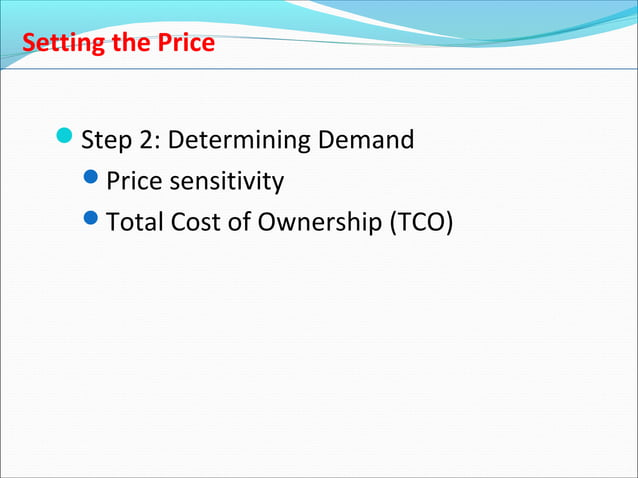 Setting the Price
Step 2: Determining Demand
Price sensitivity
Total Cost of Ownership (TCO)